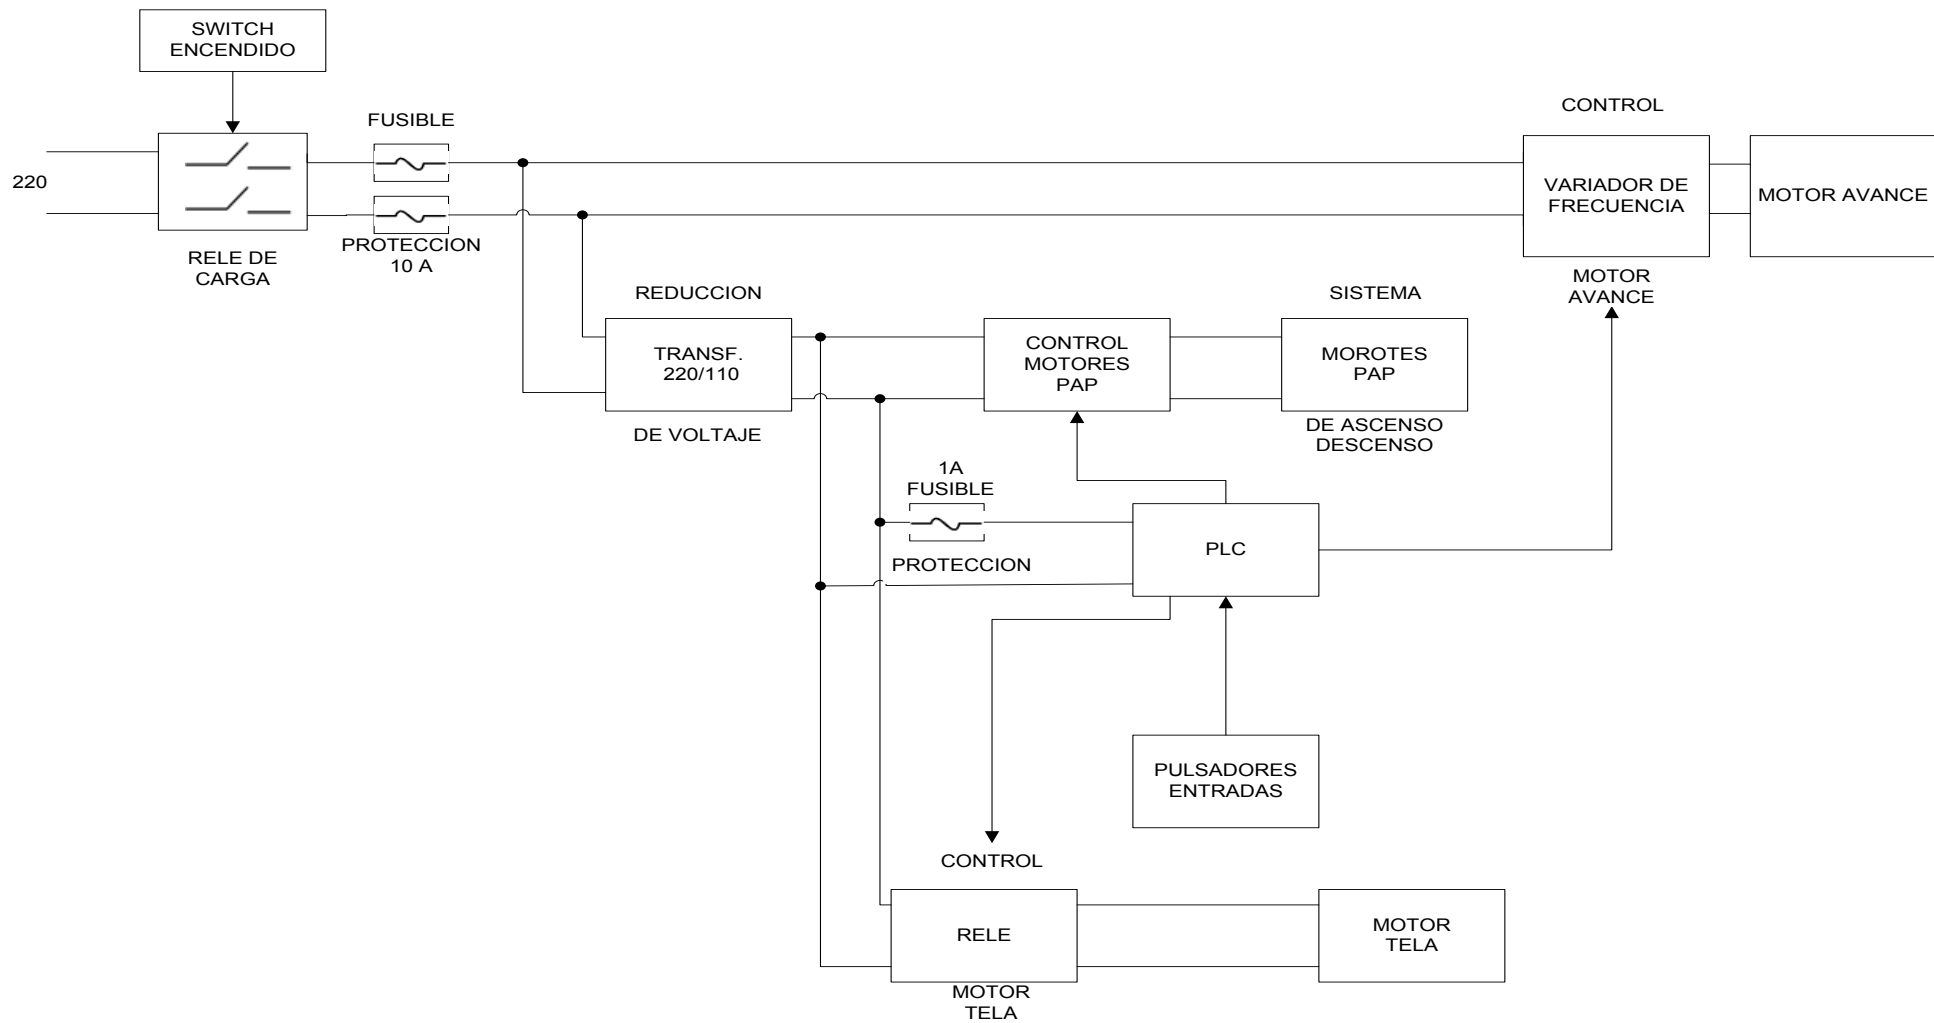 SWITCH
ENCENDIDO
220
RELE DE
CARGA
FUSIBLE
PROTECCION
10 A
CONTROL
VARIADOR DE
FRECUENCIA
MOTOR
AVANCE
MOTOR AVANCE
REDUCCION
TRANSF.
220/110
DE VOLTAJE
CONTROL
MOTORES
PAP
SISTEMA
MOROTES
PAP
DE ASCENSO
DESCENSO
1A
FUSIBLE
PROTECCION
PLC
PULSADORES
ENTRADAS
CONTROL
RELE
MOTOR
TELA
MOTOR
TELA